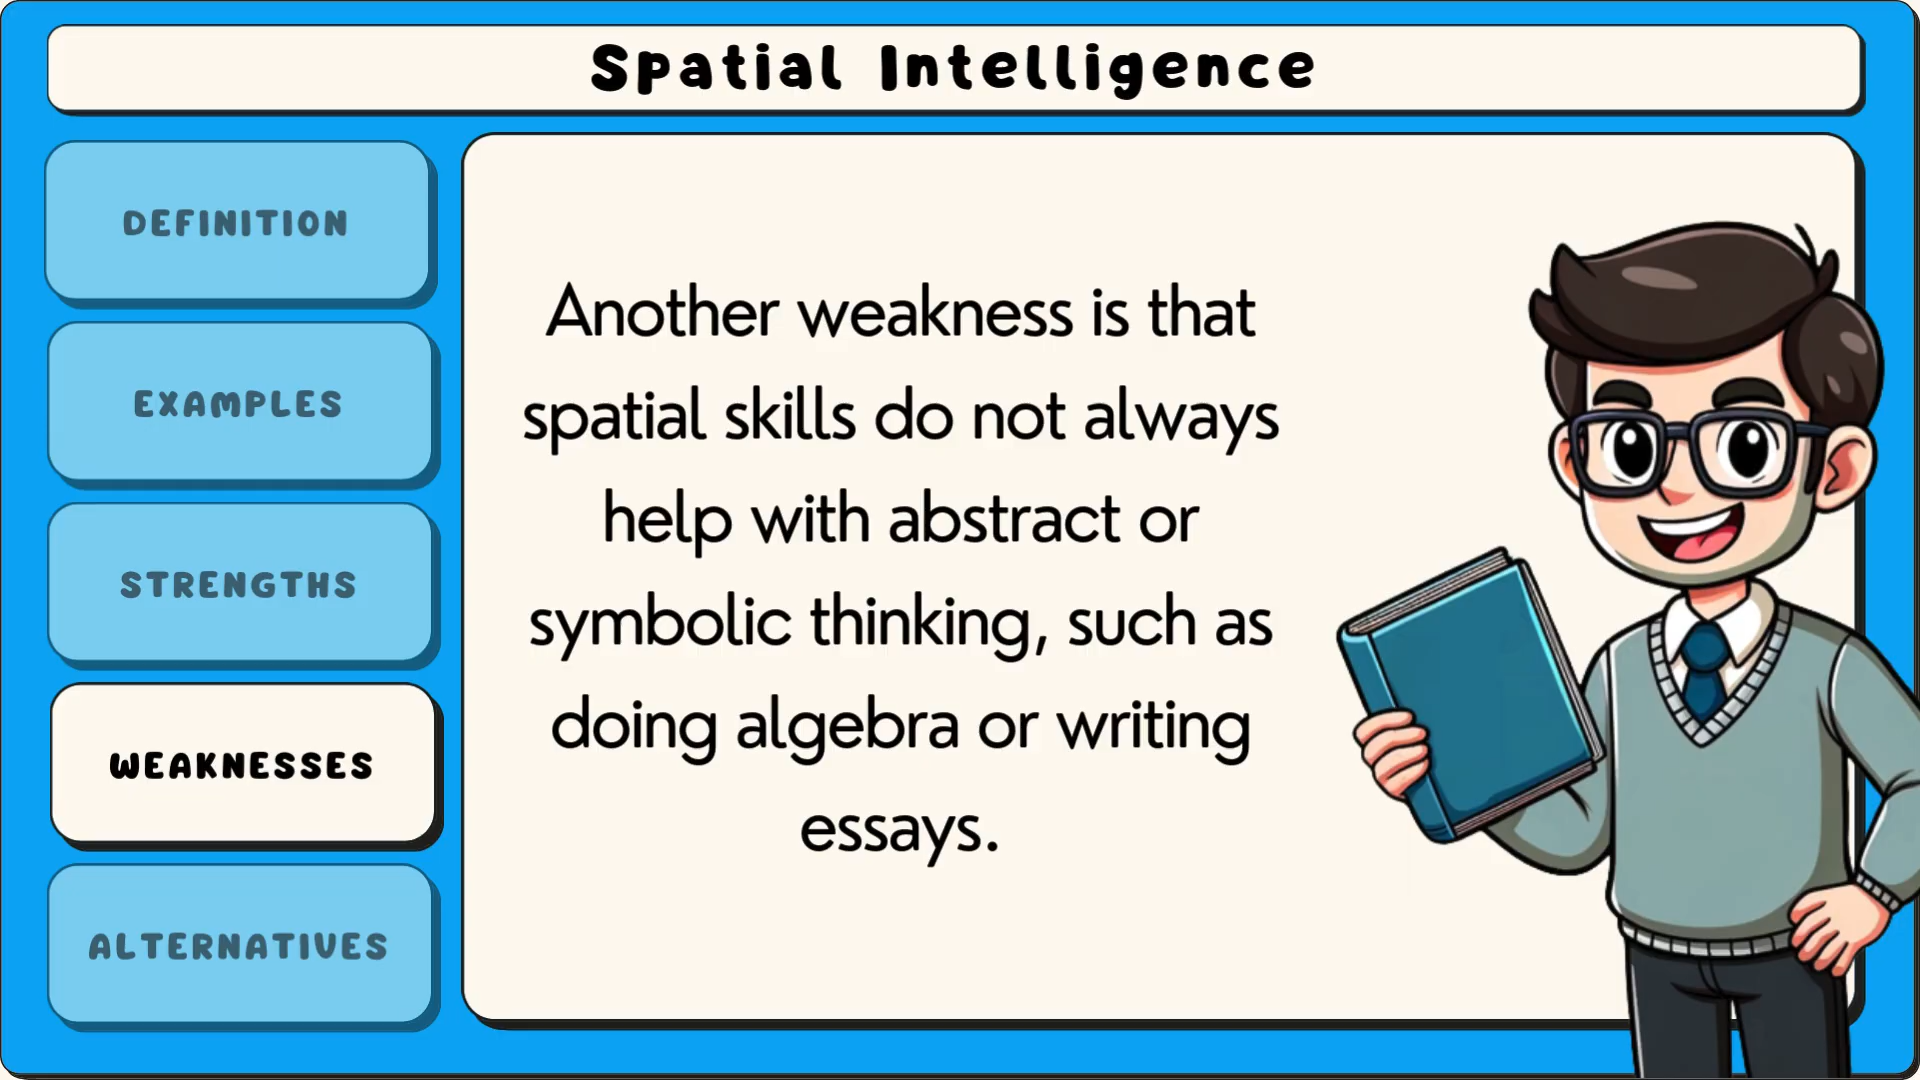 Spatial Intelligence
DEFINITION
EXAMPLES
STRENGTHS
WEAKNESSES
ALTERNATIVES
Another weakness is that
spatial skills do not always
help with abstract or
symbolic thinking, such as
doing algebra or writing
essays.